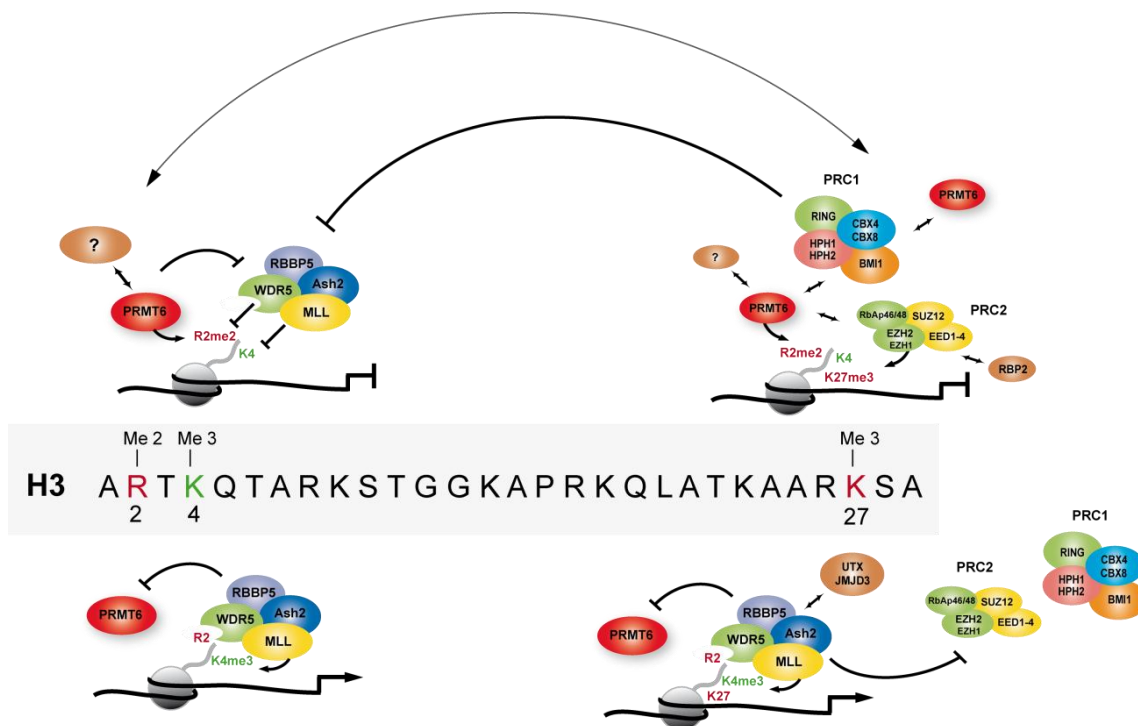 ?
PRMT6
RBBP5
WDR5
Ash2
MLL
R2me2
K4
PRC1
RING
CBX4
CBX8
HPH1
HPH2
BMI1
PRMT6
?
PRMT6
PRC2
RbAp46/48
SUZ12
EZH2
EZH1
EED1-4
RBP2
R2me2
K4
K27me3
Me 2 Me 3 Me 3
H3 A R T K Q T A R K S T G G K A P R K Q L A T K A A R K S A
2 4 27
PRMT6
RBBP5
WDR5
Ash2
MLL
R2
K4me3
PRMT6
RBBP5
WDR5
Ash2
MLL
UTX
JMJD3
R2
K4me3
K27
PRC2
RbAp46/48
SUZ12
EZH2
EZH1
EED1-4
PRC1
RING
CBX4
CBX8
HPH1
HPH2
BMI1